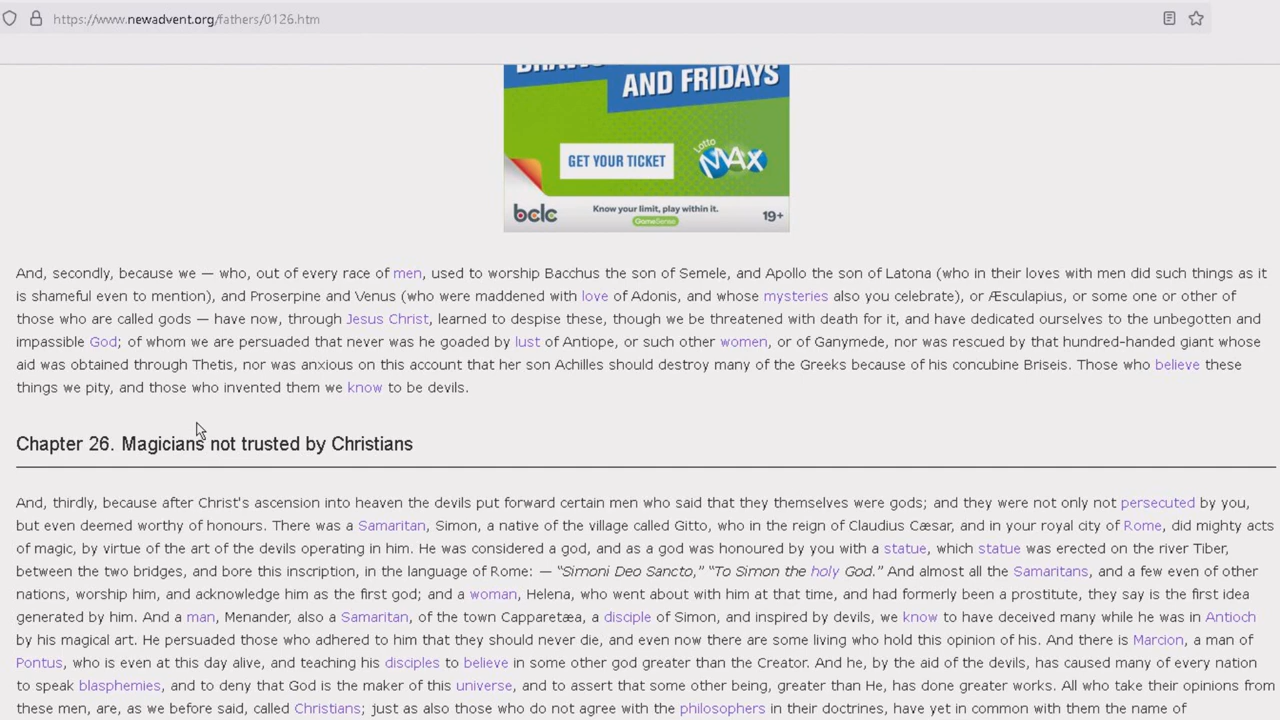 https://www.newadvent.org/fathers/0126.htm
AND FRIDAYS
GET YOUR TICKET
Lotto MAX
bclc
Know your limit, play within it.
GameSense
19+
And, secondly, because we — who, out of every race of men, used to worship Bacchus the son of Semele, and Apollo the son of Latona (who in their loves with men did such things as it
is shameful even to mention), and Proserpine and Venus (who were maddened with love of Adonis, and whose mysteries also you celebrate), or Æsculapius, or some one or other of
those who are called gods — have now, through Jesus Christ, learned to despise these, though we be threatened with death for it, and have dedicated ourselves to the unbegotten and
impassible God; of whom we are persuaded that never was he goaded by lust of Antiope, or such other women, or of Ganymede, nor was rescued by that hundred-handed giant whose
aid was obtained through Thetis, nor was anxious on this account that her son Achilles should destroy many of the Greeks because of his concubine Briseis. Those who believe these
things we pity, and those who invented them we know to be devils.
Chapter 26. Magicians not trusted by Christians
And, thirdly, because after Christ's ascension into heaven the devils put forward certain men who said that they themselves were gods; and they were not only not persecuted by you,
but even deemed worthy of honours. There was a Samaritan, Simon, a native of the village called Gitto, who in the reign of Claudius Cæsar, and in your royal city of Rome, did mighty acts
of magic, by virtue of the art of the devils operating in him. He was considered a god, and as a god was honoured by you with a statue, which statue was erected on the river Tiber,
between the two bridges, and bore this inscription, in the language of Rome: — “Simoni Deo Sancto,” “To Simon the holy God.” And almost all the Samaritans, and a few even of other
nations, worship him, and acknowledge him as the first god; and a woman, Helena, who went about with him at that time, and had formerly been a prostitute, they say is the first idea
generated by him. And a man, Menander, also a Samaritan, of the town Capparetæa, a disciple of Simon, and inspired by devils, we know to have deceived many while he was in Antioch
by his magical art. He persuaded those who adhered to him that they should never die, and even now there are some living who hold this opinion of his. And there is Marcion, a man of
Pontus, who is even at this day alive, and teaching his disciples to believe in some other god greater than the Creator. And he, by the aid of the devils, has caused many of every nation
to speak blasphemies, and to deny that God is the maker of this universe, and to assert that some other being, greater than He, has done greater works. All who take their opinions from
these men, are, as we before said, called Christians; just as also those who do not agree with the philosophers in their doctrines, have yet in common with them the name of